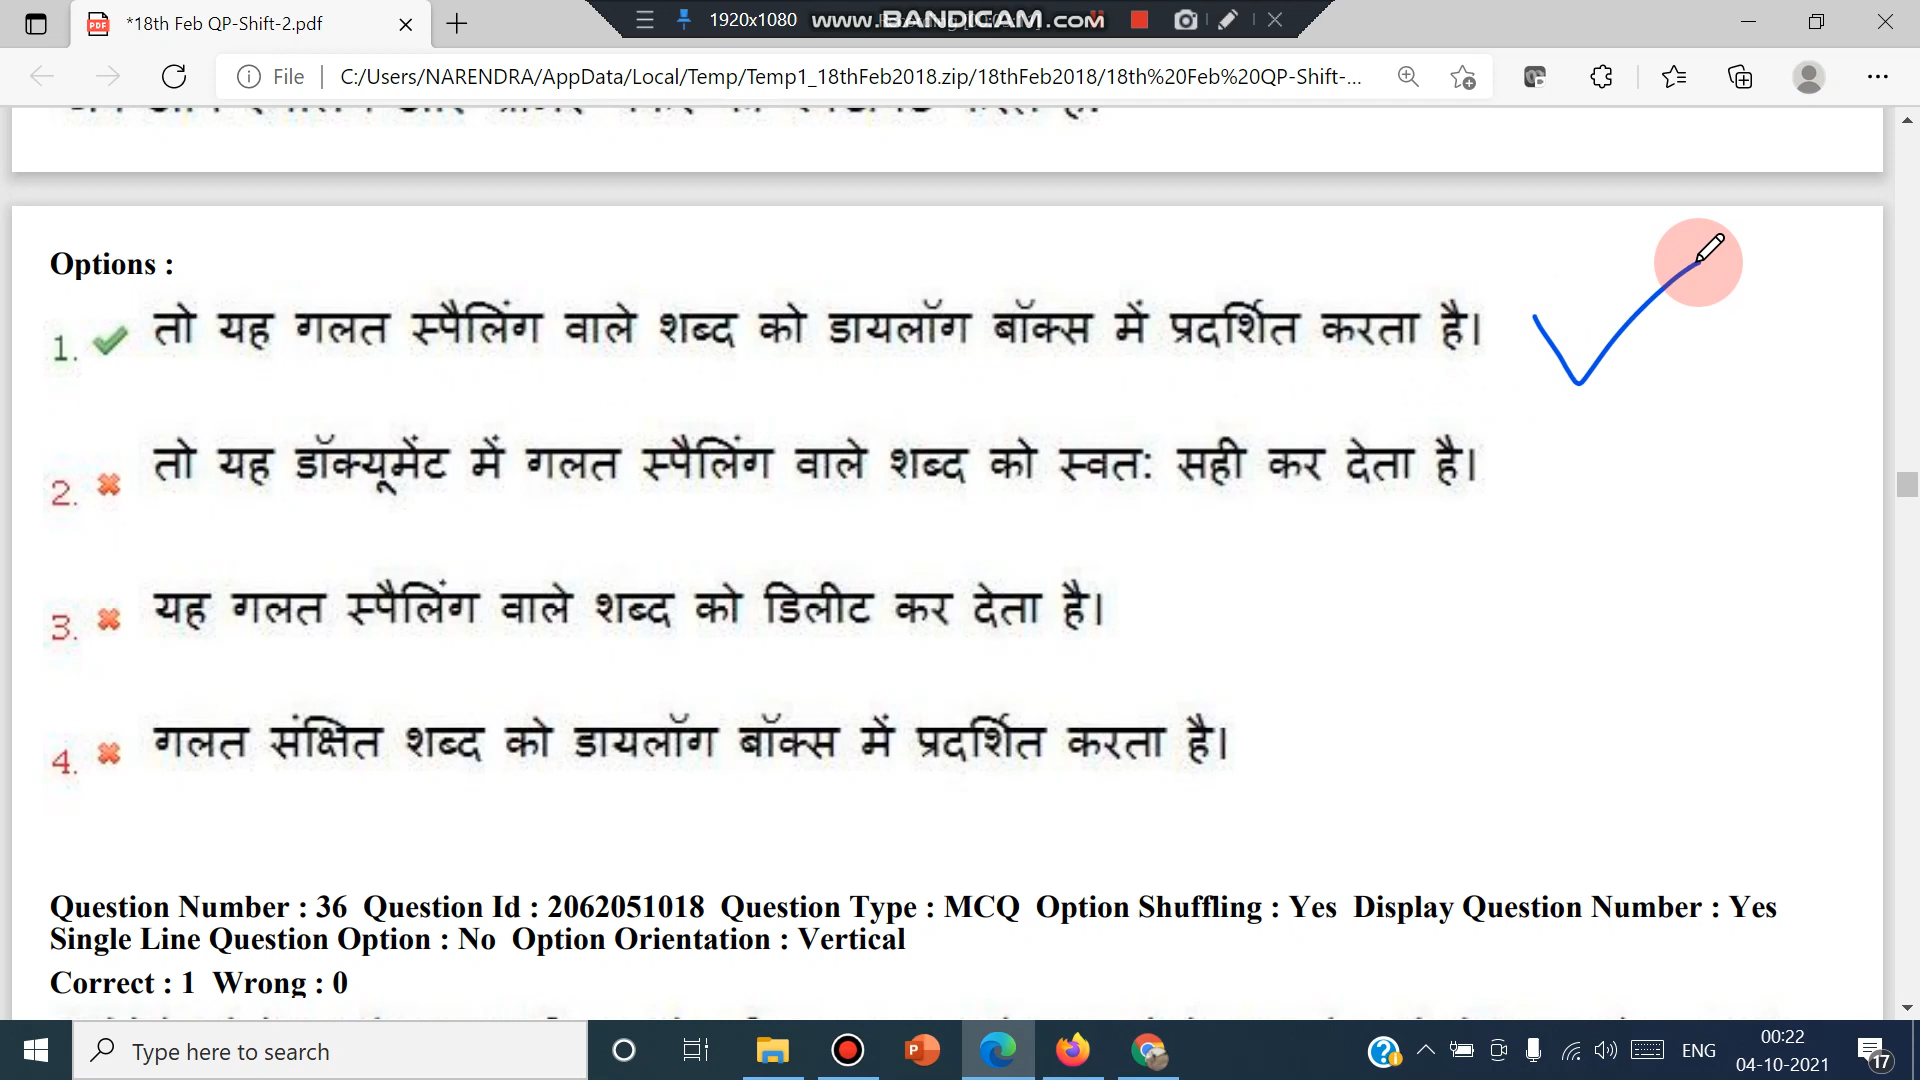 *18th Feb QP-Shift-2.pdf
1920x1080
www.BANDICAM.com
File
C:/Users/NARENDRA/AppData/Local/Temp/Temp1_18thFeb2018.zip/18thFeb2018/18th%20Feb%20QP-Shift-...
Options :
1. तो यह गलत स्पैलिंग वाले शब्द को डायलॉग बॉक्स में प्रदर्शित करता है।
2. तो यह डॉक्यूमेंट में गलत स्पैलिंग वाले शब्द को स्वत: सही कर देता है।
3. यह गलत स्पैलिंग वाले शब्द को डिलीट कर देता है।
4. गलत संक्षित शब्द को डायलॉग बॉक्स में प्रदर्शित करता है।
Question Number : 36 Question Id : 2062051018 Question Type : MCQ Option Shuffling : Yes Display Question Number : Yes
Single Line Question Option : No Option Orientation : Vertical
Correct : 1 Wrong : 0
Type here to search
ENG
00:22
04-10-2021
17